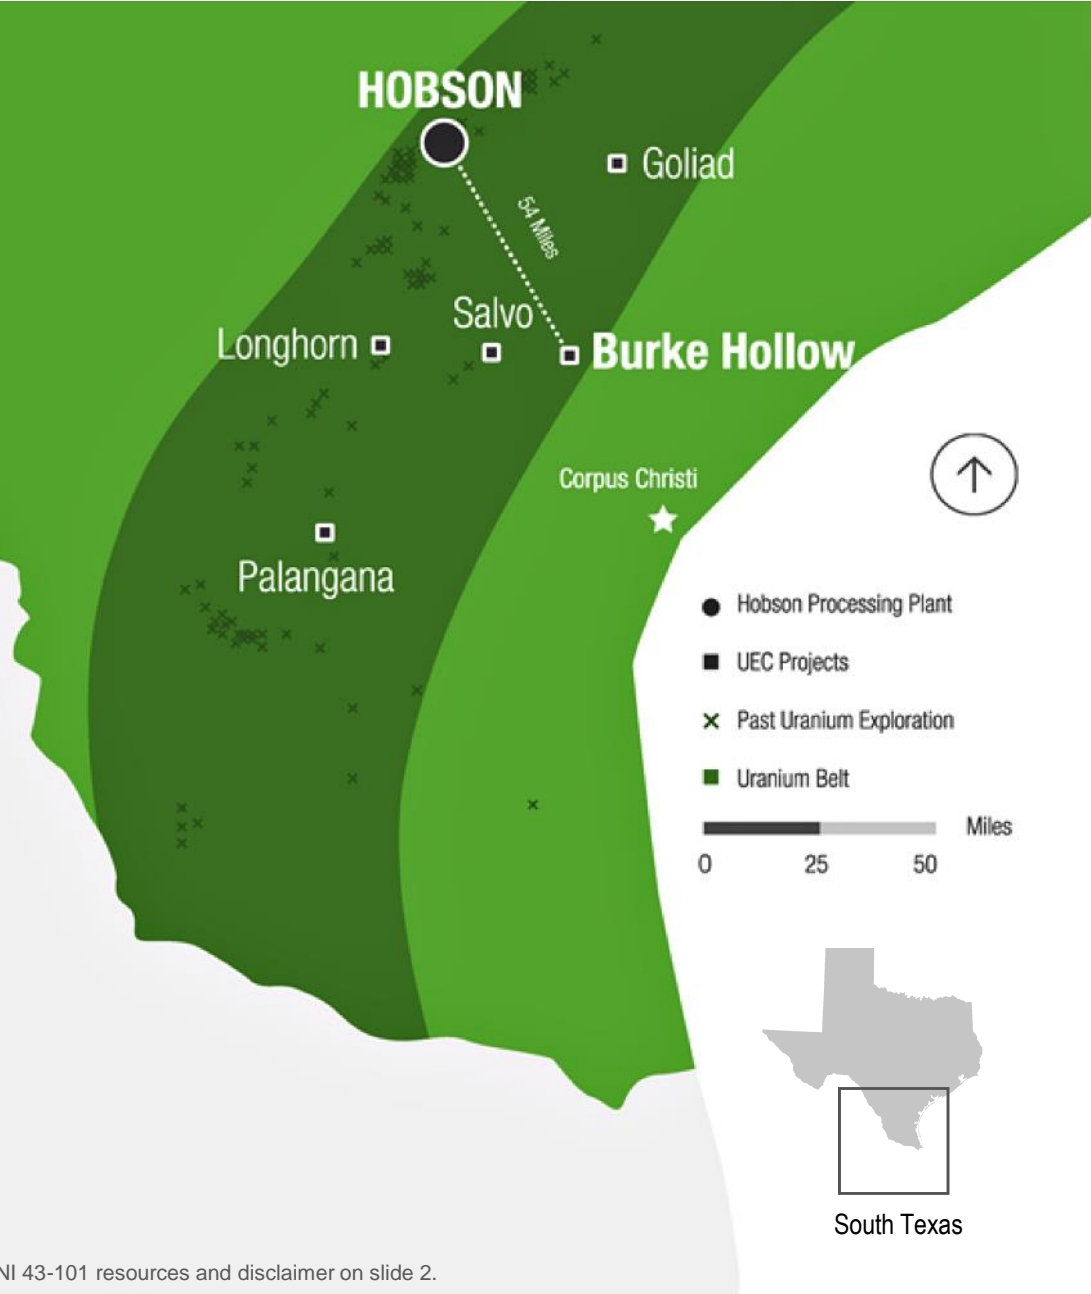 HOBSON
Goliad
54 Miles
Salvo
Longhorn
Burke Hollow
Corpus Christi
Palangana
Hobson Processing Plant
UEC Projects
Past Uranium Exploration
Uranium Belt
Miles
0 25 50
South Texas
NI 43-101 resources and disclaimer on slide 2.